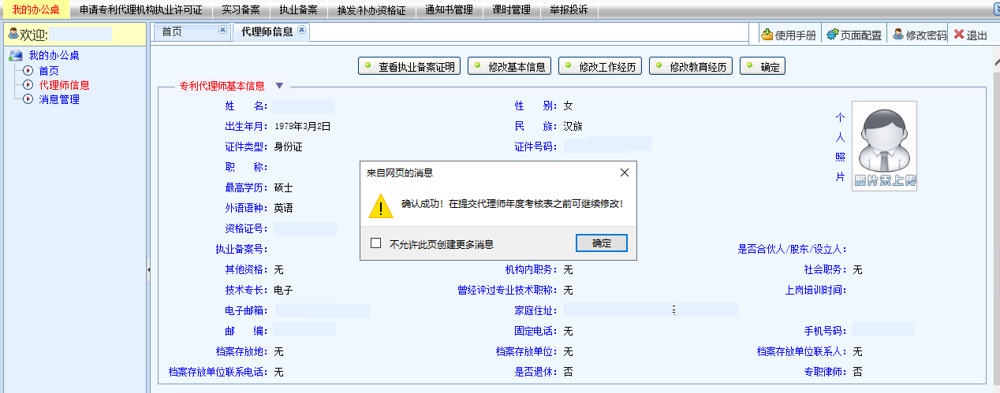 我的办公桌 申请专利代理机构执业许可证 实习备案 执业备案 换发/补办资格证 通知书管理 课时管理 举报投诉
欢迎: 首页 代理师信息 使用手册 页面配置 修改密码 退出
我的办公桌
首页
代理师信息
消息管理
查看执业备案证明 修改基本信息 修改工作经历 修改教育经历 确定
专利代理师基本信息
姓 名: 性 别: 女
出生年月: 1979年3月2日 民 族: 汉族
证件类型: 身份证 证件号码:
个人照片
照片未上传
职 称:
最高学历: 硕士
外语语种: 英语
资格证号:
来自网页的消息
确认成功！在提交代理师年度考核表之前可继续修改！
不允许此页创建更多消息 确定
执业备案号: 是否合伙人/股东/设立人:
其他资格: 无 机构内职务: 无 社会职务: 无
技术专长: 电子 曾经评过专业技术职称: 无 上岗培训时间:
电子邮箱: 家庭住址:
邮 编: 固定电话: 无 手机号码:
档案存放地: 无 档案存放单位: 无 档案存放单位联系人: 无
档案存放单位联系电话: 无 是否退休: 否 专职律师: 否